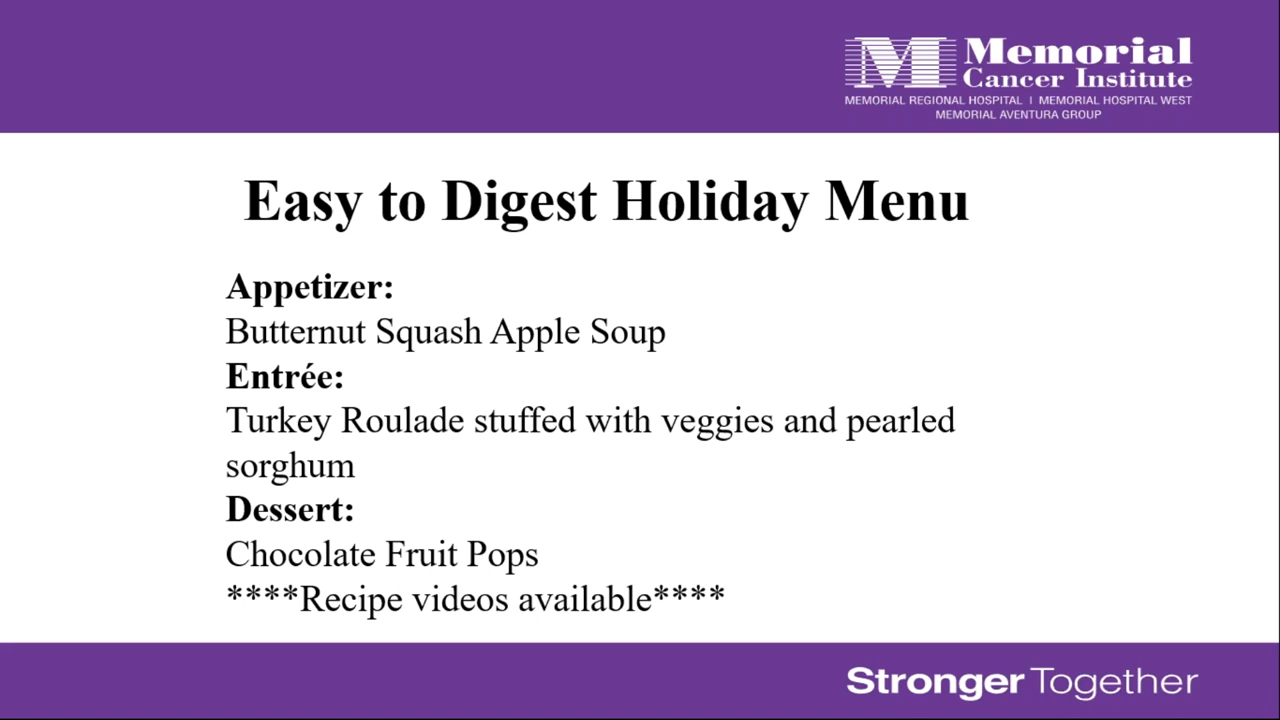 Memorial
Cancer Institute
MEMORIAL REGIONAL HOSPITAL | MEMORIAL HOSPITAL WEST
MEMORIAL AVENTURA GROUP
Easy to Digest Holiday Menu
Appetizer:
Butternut Squash Apple Soup
Entrée:
Turkey Roulade stuffed with veggies and pearled
sorghum
Dessert:
Chocolate Fruit Pops
****Recipe videos available****
Stronger Together